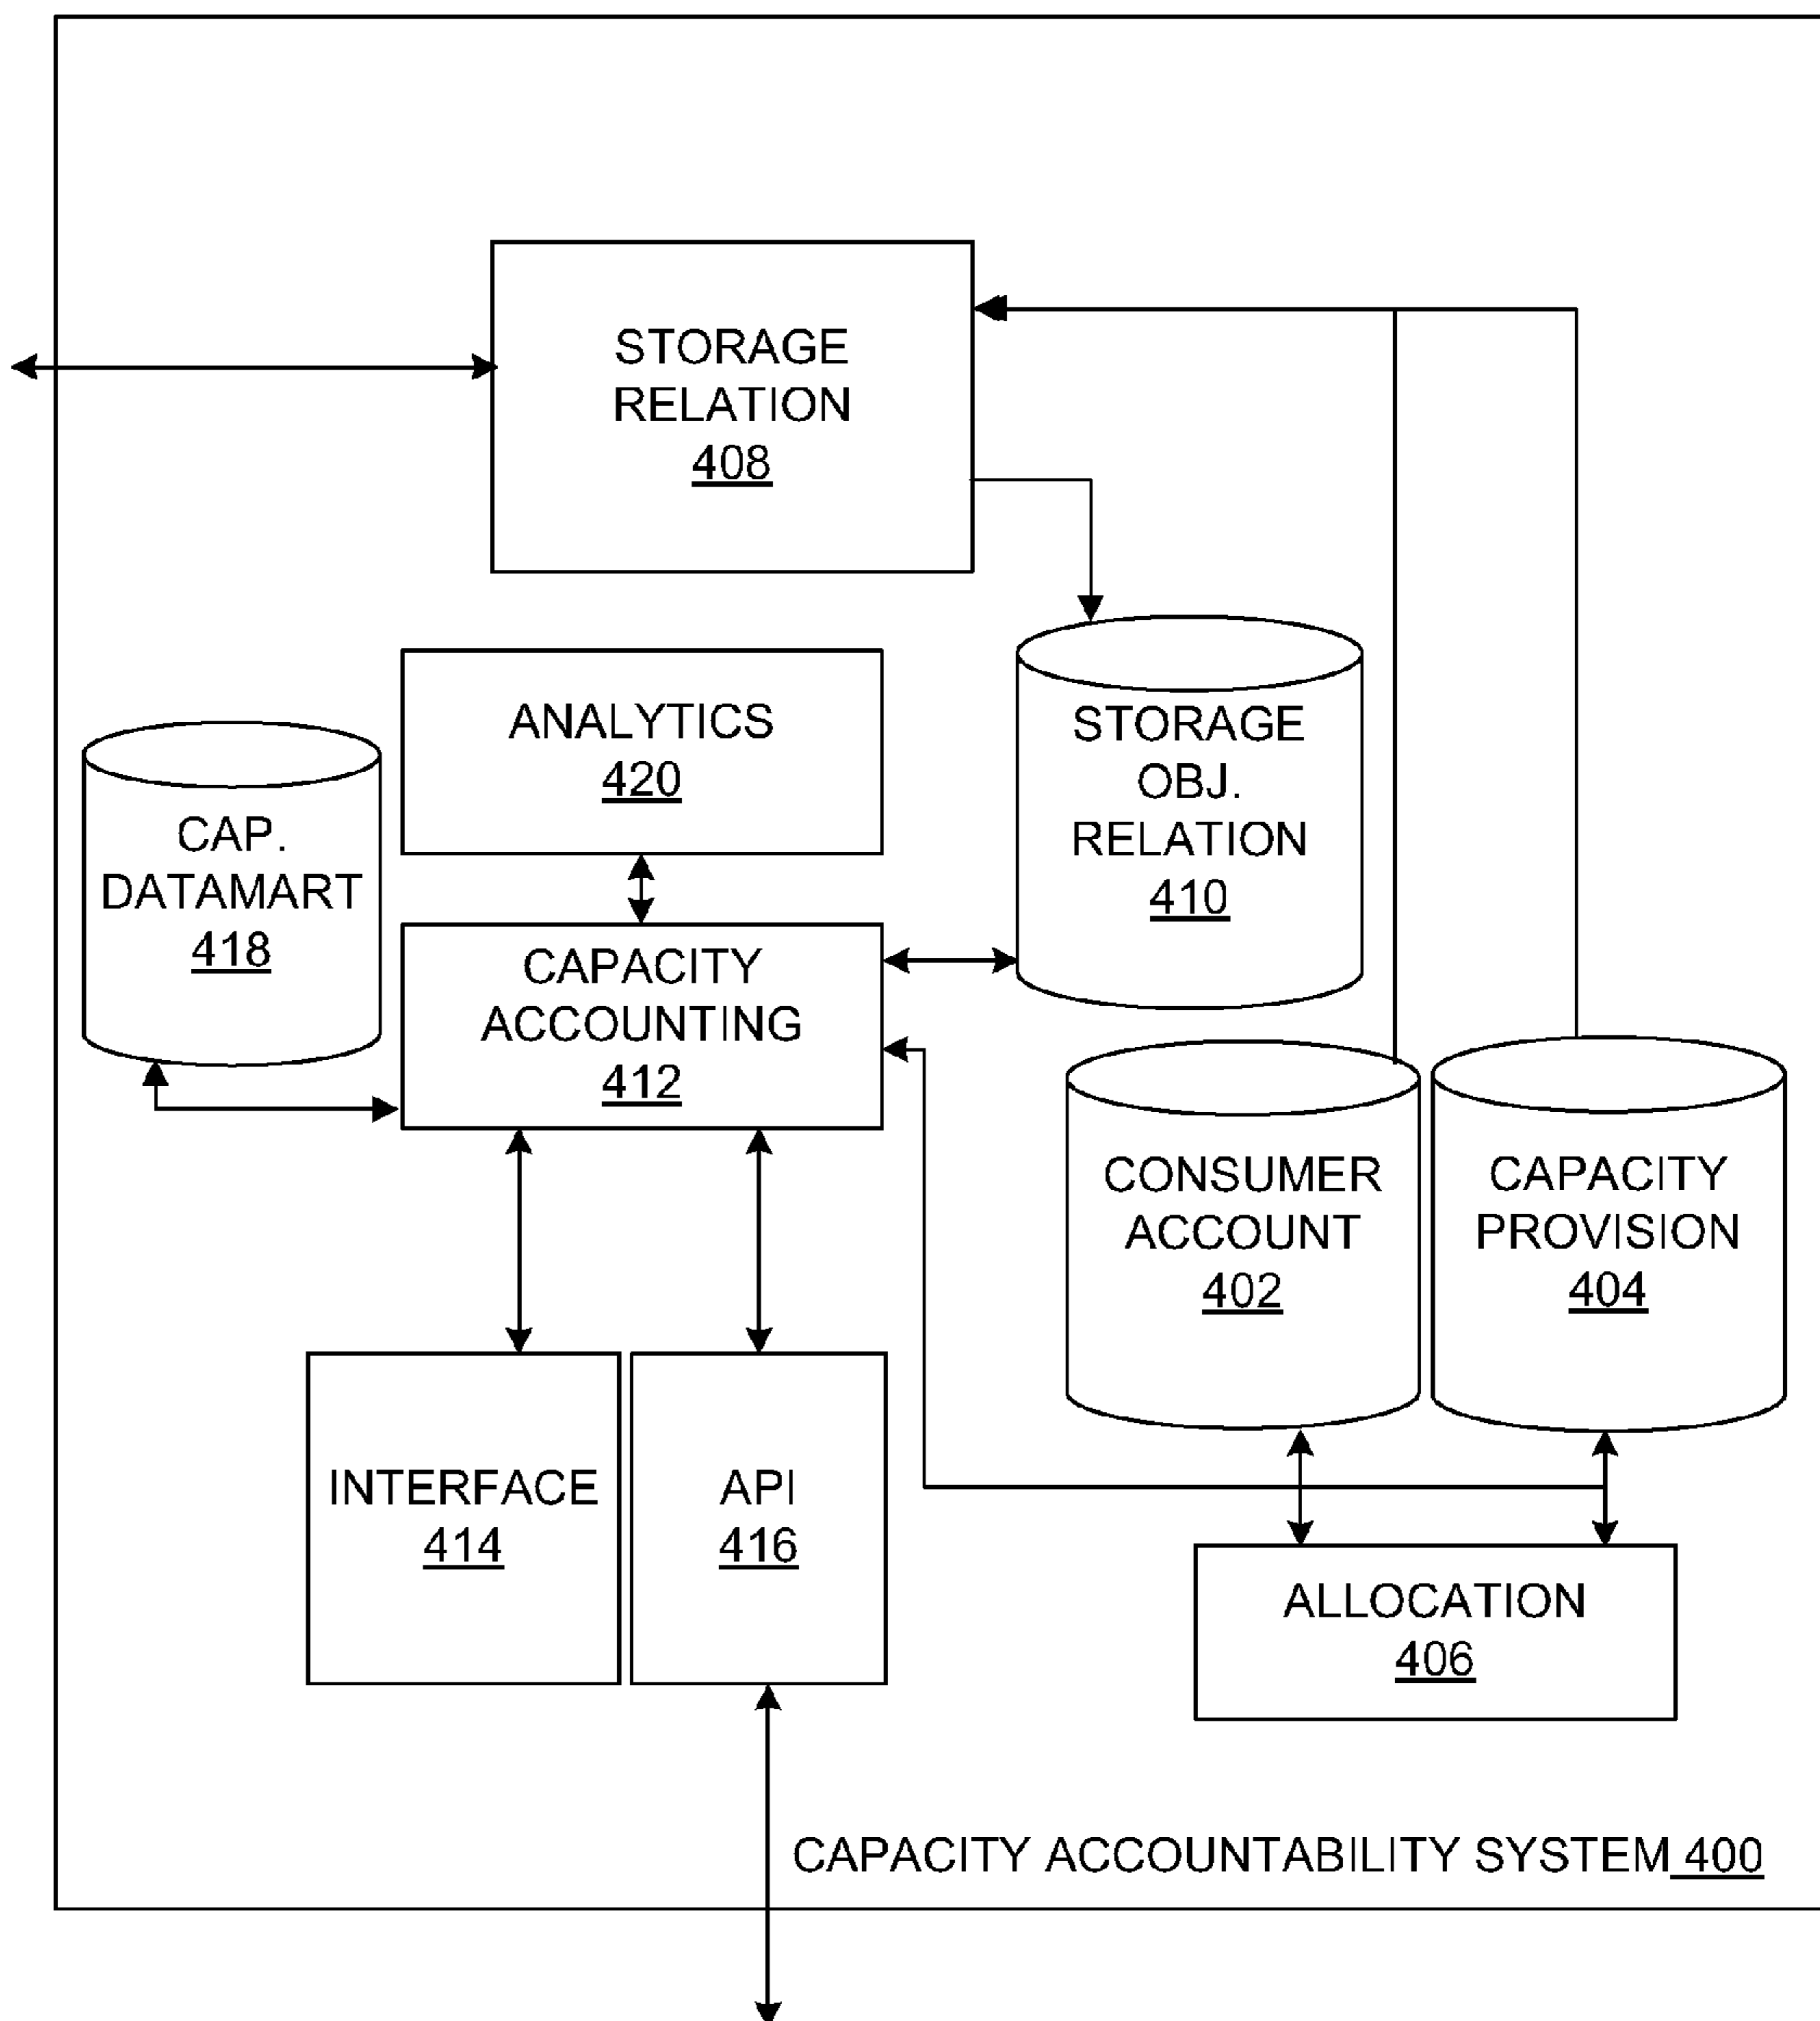 STORAGE
RELATION
408
ANALYTICS
420
STORAGE
OBJ.
RELATION
410
CAP.
DATAMART
418
CAPACITY
ACCOUNTING
412
CONSUMER
ACCOUNT
402
CAPACITY
PROVISION
404
INTERFACE
414
API
416
ALLOCATION
406
CAPACITY ACCOUNTABILITY SYSTEM 400